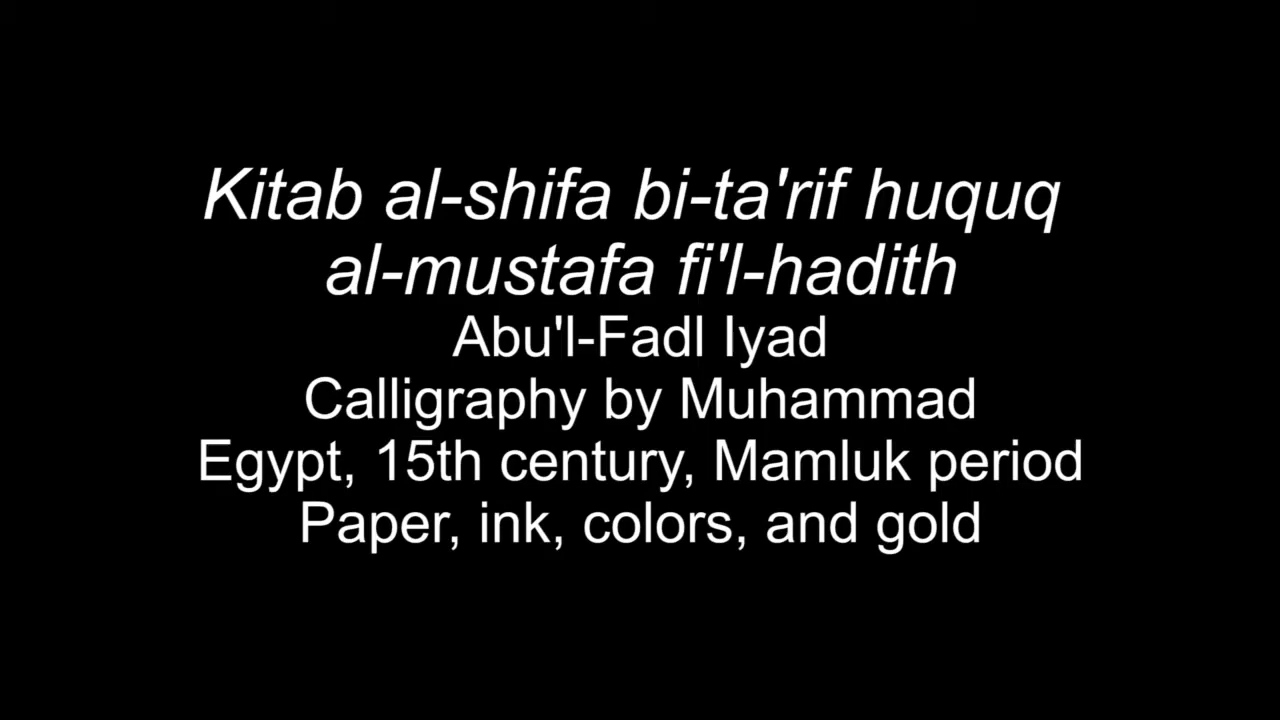 Kitab al-shifa bi-ta'rif huquq
al-mustafa fi'l-hadith
Abu'l-Fadl Iyad
Calligraphy by Muhammad
Egypt, 15th century, Mamluk period
Paper, ink, colors, and gold